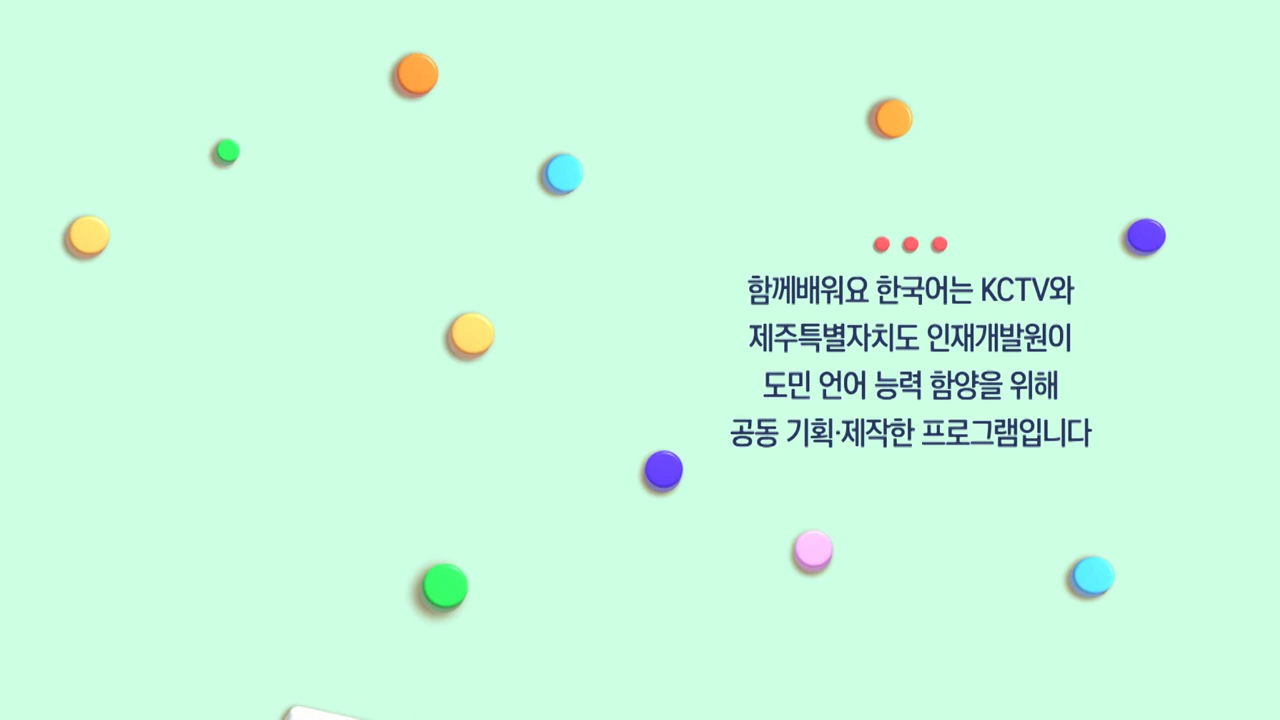 함께배워요 한국어는 KCTV와
제주특별자치도 인재개발원이
도민 언어 능력 함양을 위해
공동 기획·제작한 프로그램입니다